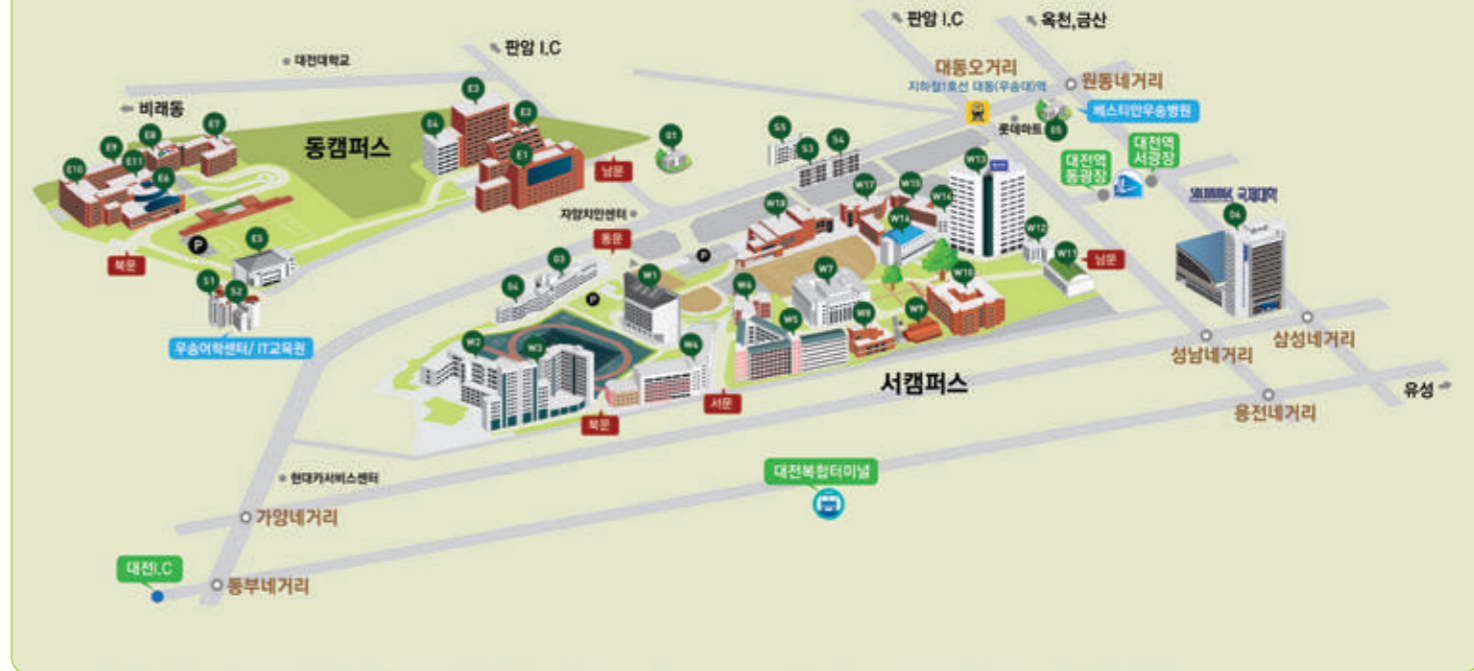 판암 I.C
옥천,금산
판암 I.C
대전대학교
대동오거리
지하철1호선 대동(우송대)역
원동네거리
비래동
베스티안우송병원
롯데마트
05
동캠퍼스
E3
E4
E2
E1
E7
E8
E9
E10
E11
E6
01
남문
S5
S3
S4
W13
대전역
동광장
대전역
서광장
국제대학
06
자양치안센터
동문
W18
W17
W15
W16
W14
W12
W11
남문
P
북문
E5
S1
S2
우송어학센터/ IT교육원
03
04
P
P
W1
W6
W7
W10
W9
W8
W5
W2
W3
W4
서문
북문
서캠퍼스
성남네거리
삼성네거리
용전네거리
유성
현대카서비스센터
대전복합터미널
가양네거리
대전I.C
동부네거리